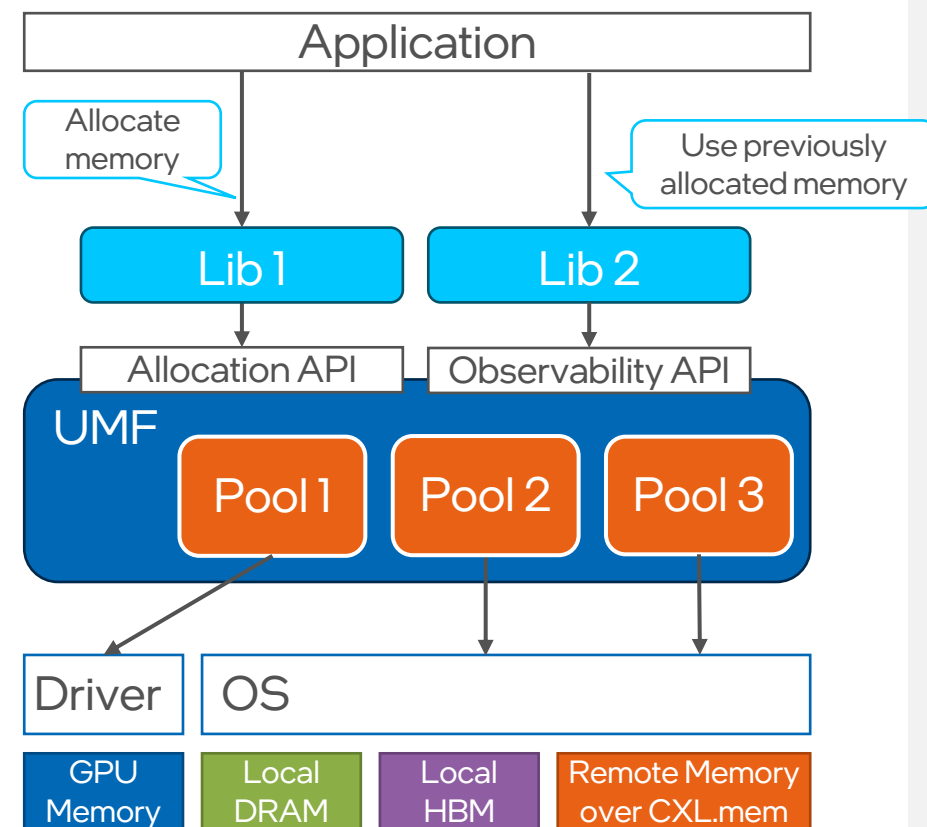 Application
Allocate
memory
Use previously
allocated memory
Lib 1
Lib 2
Allocation API
Observability API
UMF
Pool 1
Pool 2
Pool 3
Driver
OS
GPU
Memory
Local
DRAM
Local
HBM
Remote Memory
over CXL.mem